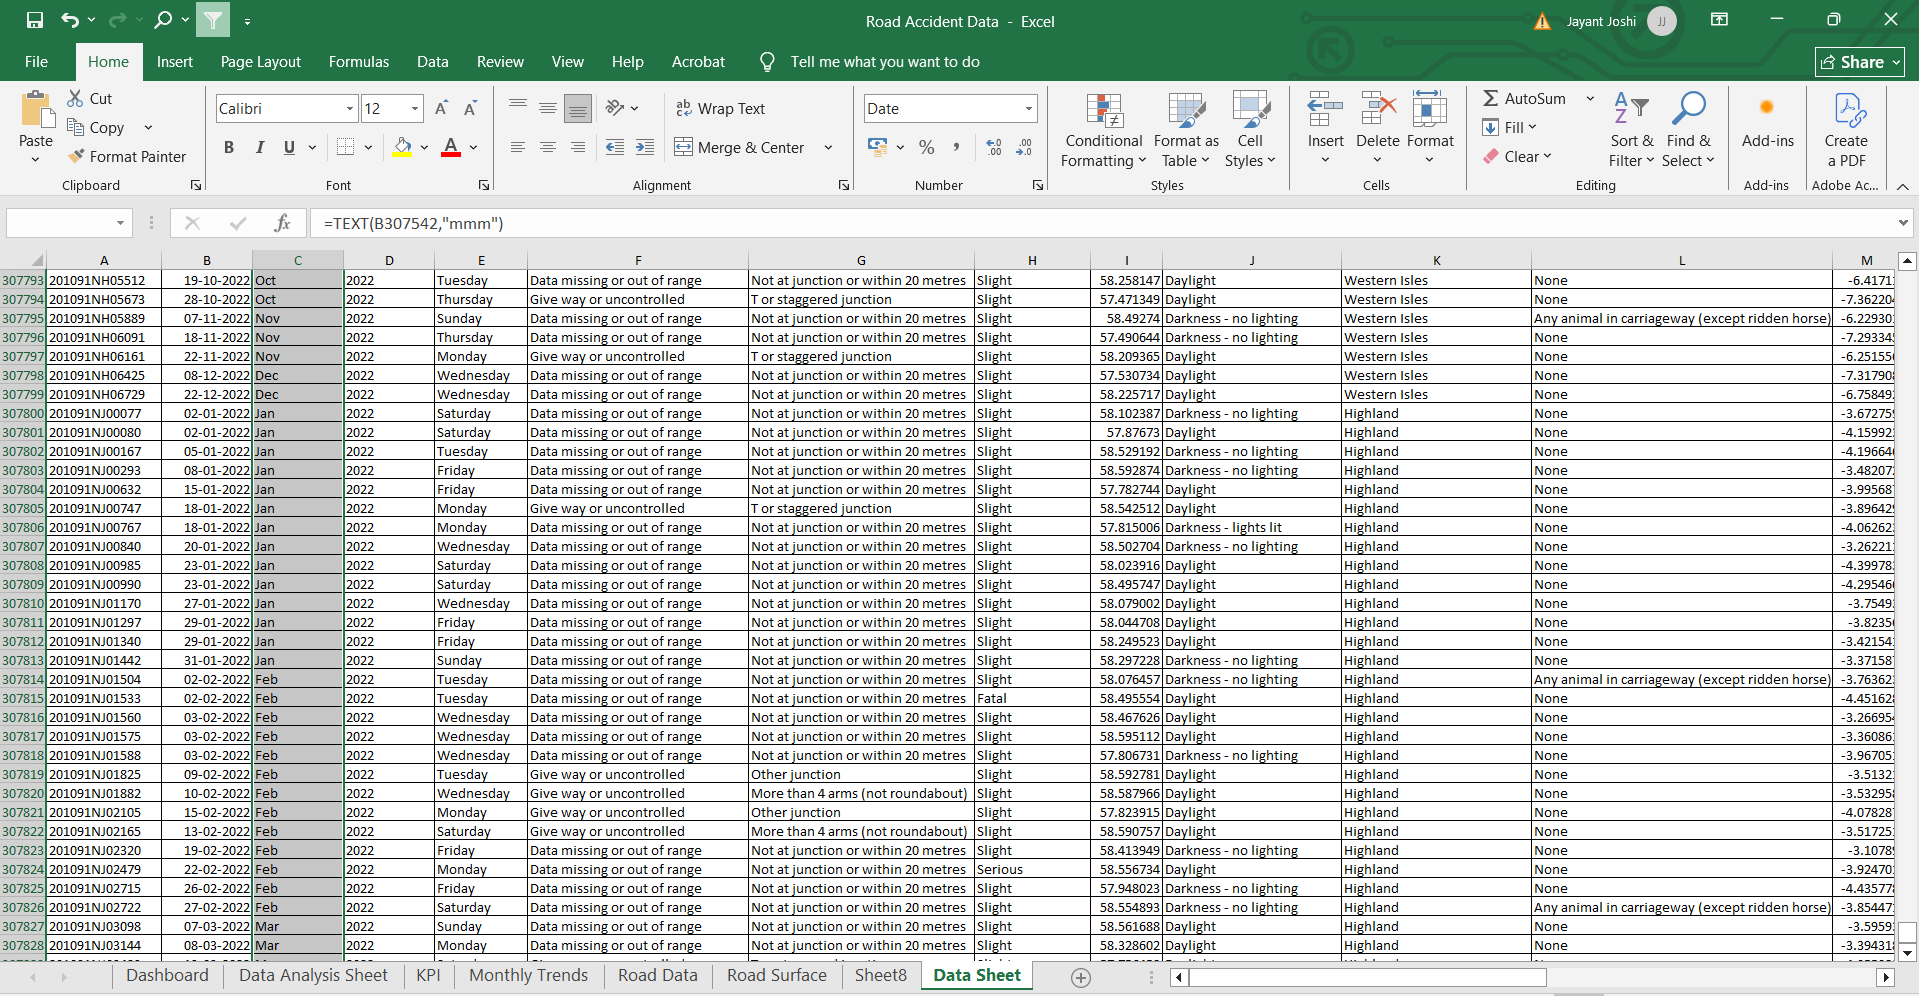 Road Accident Data - Excel
Jayant Joshi JJ
File Home Insert Page Layout Formulas Data Review View Help Acrobat Tell me what you want to do Share
Cut
Copy
Format Painter
Paste
Clipboard
Calibri 12
B I U
Font
ab Wrap Text
Merge & Center
Alignment
Date
Number
Conditional Formatting
Format as Table
Cell Styles
Styles
Insert Delete Format
Cells
AutoSum
Fill
Clear
Sort & Filter
Find & Select
Editing
Add-ins
Add-ins
Create a PDF
Adobe Ac...
fx =TEXT(B307542,"mmm")
A B C D E F G H I J K L M
307793 201091NH05512 19-10-2022 Oct 2022 Tuesday Data missing or out of range Not at junction or within 20 metres Slight 58.258147 Daylight Western Isles None -6.4171
307794 201091NH05673 28-10-2022 Oct 2022 Thursday Give way or uncontrolled T or staggered junction Slight 57.471349 Daylight Western Isles None -7.36220
307795 201091NH05889 07-11-2022 Nov 2022 Sunday Data missing or out of range Not at junction or within 20 metres Slight 58.49274 Darkness - no lighting Western Isles Any animal in carriageway (except ridden horse) -6.22930
307796 201091NH06091 18-11-2022 Nov 2022 Thursday Data missing or out of range Not at junction or within 20 metres Slight 57.490644 Darkness - no lighting Western Isles None -7.29334
307797 201091NH06161 22-11-2022 Nov 2022 Monday Give way or uncontrolled T or staggered junction Slight 58.209365 Daylight Western Isles None -6.25155
307798 201091NH06425 08-12-2022 Dec 2022 Wednesday Data missing or out of range Not at junction or within 20 metres Slight 57.530734 Daylight Western Isles None -7.31790
307799 201091NH06729 22-12-2022 Dec 2022 Wednesday Data missing or out of range Not at junction or within 20 metres Slight 58.225717 Daylight Western Isles None -6.75849
307800 201091NJ00077 02-01-2022 Jan 2022 Saturday Data missing or out of range Not at junction or within 20 metres Slight 58.102387 Darkness - no lighting Highland None -3.67275
307801 201091NJ00080 02-01-2022 Jan 2022 Saturday Data missing or out of range Not at junction or within 20 metres Slight 57.87673 Daylight Highland None -4.15992
307802 201091NJ00167 05-01-2022 Jan 2022 Tuesday Data missing or out of range Not at junction or within 20 metres Slight 58.529192 Darkness - no lighting Highland None -4.19664
307803 201091NJ00293 08-01-2022 Jan 2022 Friday Data missing or out of range Not at junction or within 20 metres Slight 58.592874 Darkness - no lighting Highland None -3.48207
307804 201091NJ00632 15-01-2022 Jan 2022 Friday Data missing or out of range Not at junction or within 20 metres Slight 57.782744 Daylight Highland None -3.99568
307805 201091NJ00747 18-01-2022 Jan 2022 Monday Give way or uncontrolled T or staggered junction Slight 58.542512 Daylight Highland None -3.89642
307806 201091NJ00767 18-01-2022 Jan 2022 Monday Data missing or out of range Not at junction or within 20 metres Slight 57.815006 Darkness - lights lit Highland None -4.06262
307807 201091NJ00840 20-01-2022 Jan 2022 Wednesday Data missing or out of range Not at junction or within 20 metres Slight 58.502704 Darkness - no lighting Highland None -3.26221
307808 201091NJ00985 23-01-2022 Jan 2022 Saturday Data missing or out of range Not at junction or within 20 metres Slight 58.023916 Daylight Highland None -4.39978
307809 201091NJ00990 23-01-2022 Jan 2022 Saturday Data missing or out of range Not at junction or within 20 metres Slight 58.495747 Daylight Highland None -4.29546
307810 201091NJ01170 27-01-2022 Jan 2022 Wednesday Data missing or out of range Not at junction or within 20 metres Slight 58.079002 Daylight Highland None -3.7549
307811 201091NJ01297 29-01-2022 Jan 2022 Friday Data missing or out of range Not at junction or within 20 metres Slight 58.044708 Daylight Highland None -3.8235
307812 201091NJ01340 29-01-2022 Jan 2022 Friday Data missing or out of range Not at junction or within 20 metres Slight 58.249523 Daylight Highland None -3.42154
307813 201091NJ01442 31-01-2022 Jan 2022 Sunday Data missing or out of range Not at junction or within 20 metres Slight 58.297228 Darkness - no lighting Highland None -3.37158
307814 201091NJ01504 02-02-2022 Feb 2022 Tuesday Data missing or out of range Not at junction or within 20 metres Slight 58.076457 Darkness - no lighting Highland Any animal in carriageway (except ridden horse) -3.76362
307815 201091NJ01533 02-02-2022 Feb 2022 Tuesday Data missing or out of range Not at junction or within 20 metres Fatal 58.495554 Daylight Highland None -4.45162
307816 201091NJ01560 03-02-2022 Feb 2022 Wednesday Data missing or out of range Not at junction or within 20 metres Slight 58.467626 Daylight Highland None -3.26695
307817 201091NJ01575 03-02-2022 Feb 2022 Wednesday Data missing or out of range Not at junction or within 20 metres Slight 58.595112 Daylight Highland None -3.36086
307818 201091NJ01588 03-02-2022 Feb 2022 Wednesday Data missing or out of range Not at junction or within 20 metres Slight 57.806731 Darkness - no lighting Highland None -3.96705
307819 201091NJ01825 09-02-2022 Feb 2022 Tuesday Give way or uncontrolled Other junction Slight 58.592781 Daylight Highland None -3.5132
307820 201091NJ01882 10-02-2022 Feb 2022 Wednesday Give way or uncontrolled More than 4 arms (not roundabout) Slight 58.587966 Daylight Highland None -3.53295
307821 201091NJ02105 15-02-2022 Feb 2022 Monday Give way or uncontrolled Other junction Slight 57.823915 Daylight Highland None -4.07828
307822 201091NJ02165 13-02-2022 Feb 2022 Saturday Give way or uncontrolled More than 4 arms (not roundabout) Slight 58.590757 Daylight Highland None -3.51725
307823 201091NJ02320 19-02-2022 Feb 2022 Friday Data missing or out of range Not at junction or within 20 metres Slight 58.413949 Darkness - no lighting Highland None -3.1078
307824 201091NJ02479 22-02-2022 Feb 2022 Monday Data missing or out of range Not at junction or within 20 metres Serious 58.556734 Daylight Highland None -3.92470
307825 201091NJ02715 26-02-2022 Feb 2022 Friday Data missing or out of range Not at junction or within 20 metres Slight 57.948023 Darkness - no lighting Highland None -4.43577
307826 201091NJ02722 27-02-2022 Feb 2022 Saturday Data missing or out of range Not at junction or within 20 metres Slight 58.554893 Darkness - no lighting Highland Any animal in carriageway (except ridden horse) -3.85447
307827 201091NJ03098 07-03-2022 Mar 2022 Sunday Data missing or out of range Not at junction or within 20 metres Slight 58.561688 Daylight Highland None -3.5959
307828 201091NJ03144 08-03-2022 Mar 2022 Monday Data missing or out of range Not at junction or within 20 metres Slight 58.328602 Daylight Highland None -3.39431
Dashboard Data Analysis Sheet KPI Monthly Trends Road Data Road Surface Sheet8 Data Sheet